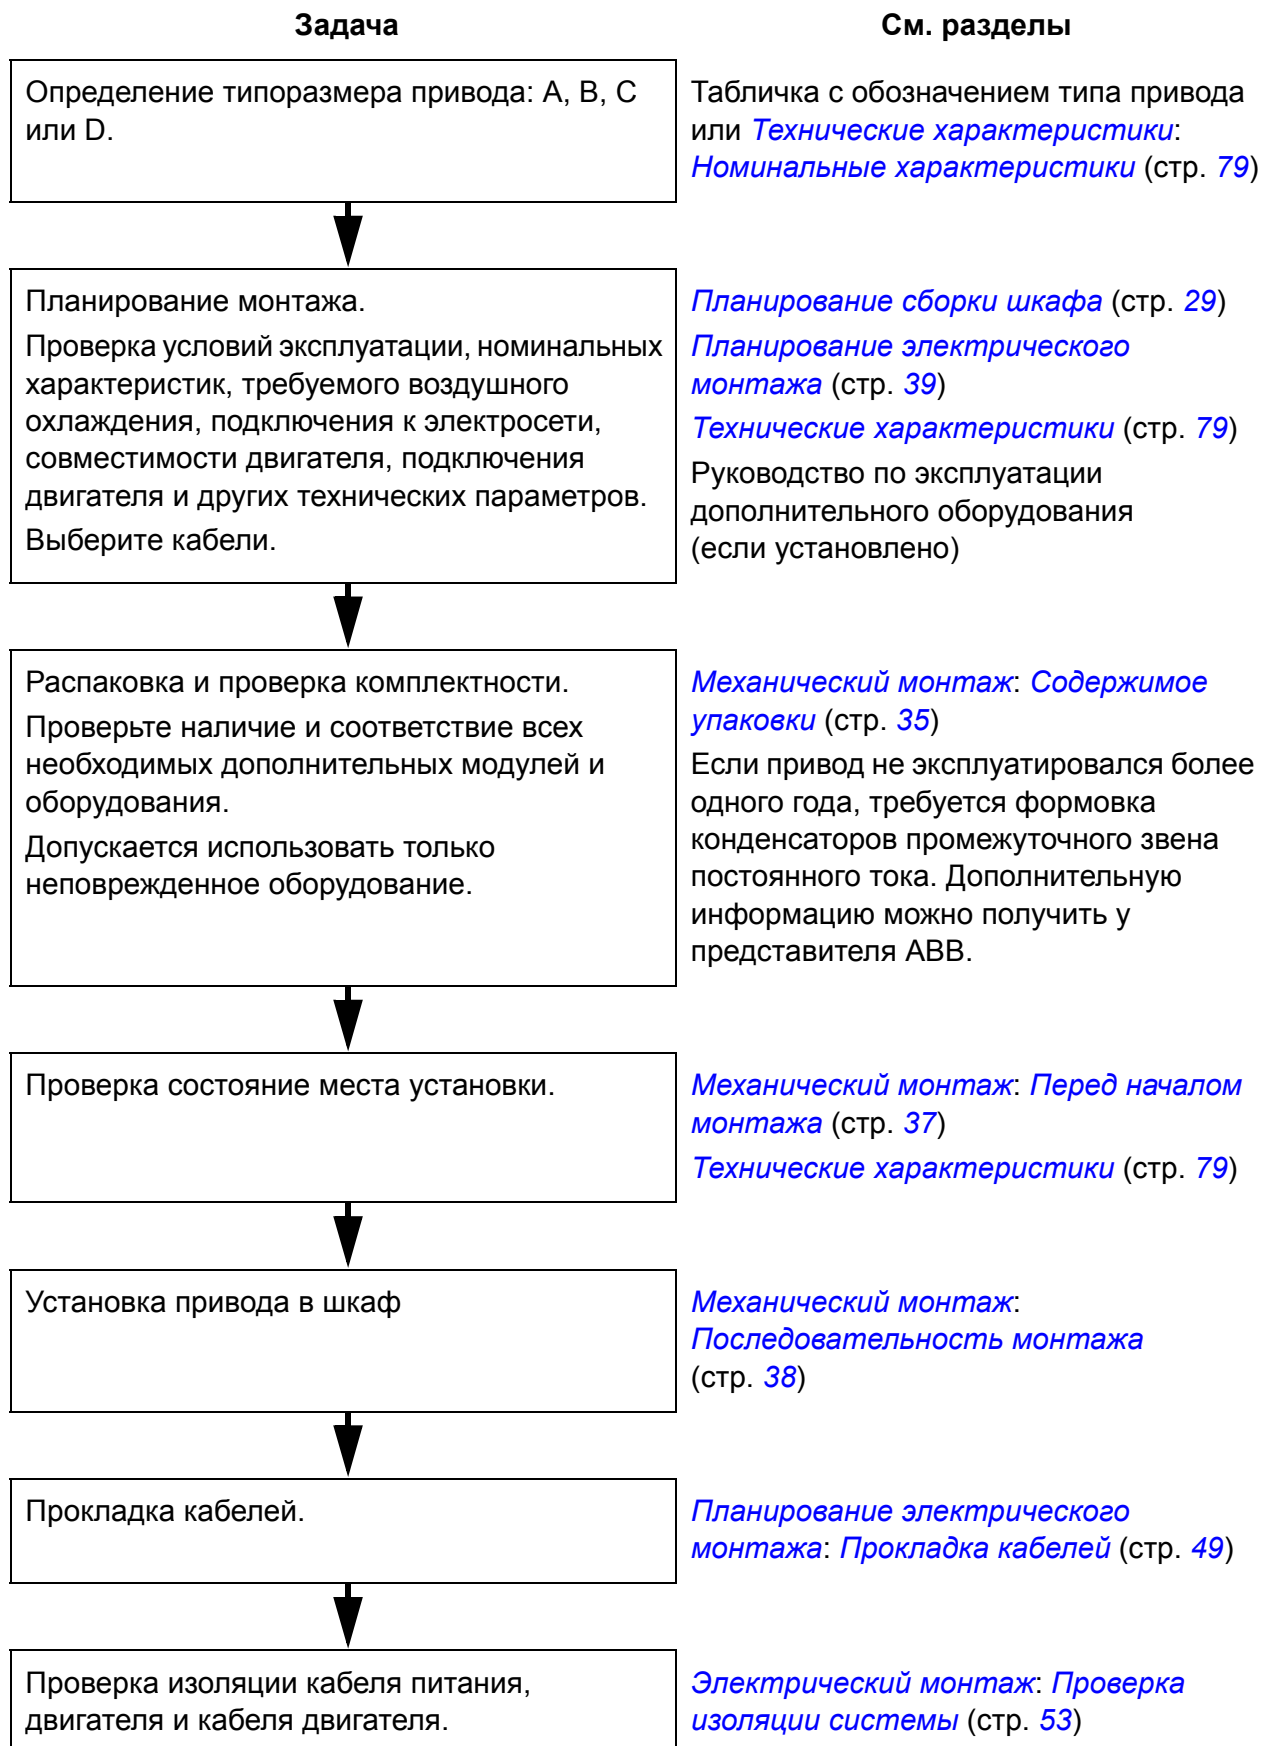 Задача
См. разделы
Определение типоразмера привода: A, B, C
или D.
Табличка с обозначением типа привода
или Технические характеристики:
Номинальные характеристики (стр. 79)
Планирование монтажа.
Проверка условий эксплуатации, номинальных
характеристик, требуемого воздушного
охлаждения, подключения к электросети,
совместимости двигателя, подключения
двигателя и других технических параметров.
Выберите кабели.
Планирование сборки шкафа (стр. 29)
Планирование электрического
монтажа (стр. 39)
Технические характеристики (стр. 79)
Руководство по эксплуатации
дополнительного оборудования
(если установлено)
Распаковка и проверка комплектности.
Проверьте наличие и соответствие всех
необходимых дополнительных модулей и
оборудования.
Допускается использовать только
неповрежденное оборудование.
Механический монтаж: Содержимое
упаковки (стр. 35)
Если привод не эксплуатировался более
одного года, требуется формовка
конденсаторов промежуточного звена
постоянного тока. Дополнительную
информацию можно получить у
представителя ABB.
Проверка состояние места установки.
Механический монтаж: Перед началом
монтажа (стр. 37)
Технические характеристики (стр. 79)
Установка привода в шкаф
Механический монтаж:
Последовательность монтажа
(стр. 38)
Прокладка кабелей.
Планирование электрического
монтажа: Прокладка кабелей (стр. 49)
Проверка изоляции кабеля питания,
двигателя и кабеля двигателя.
Электрический монтаж: Проверка
изоляции системы (стр. 53)